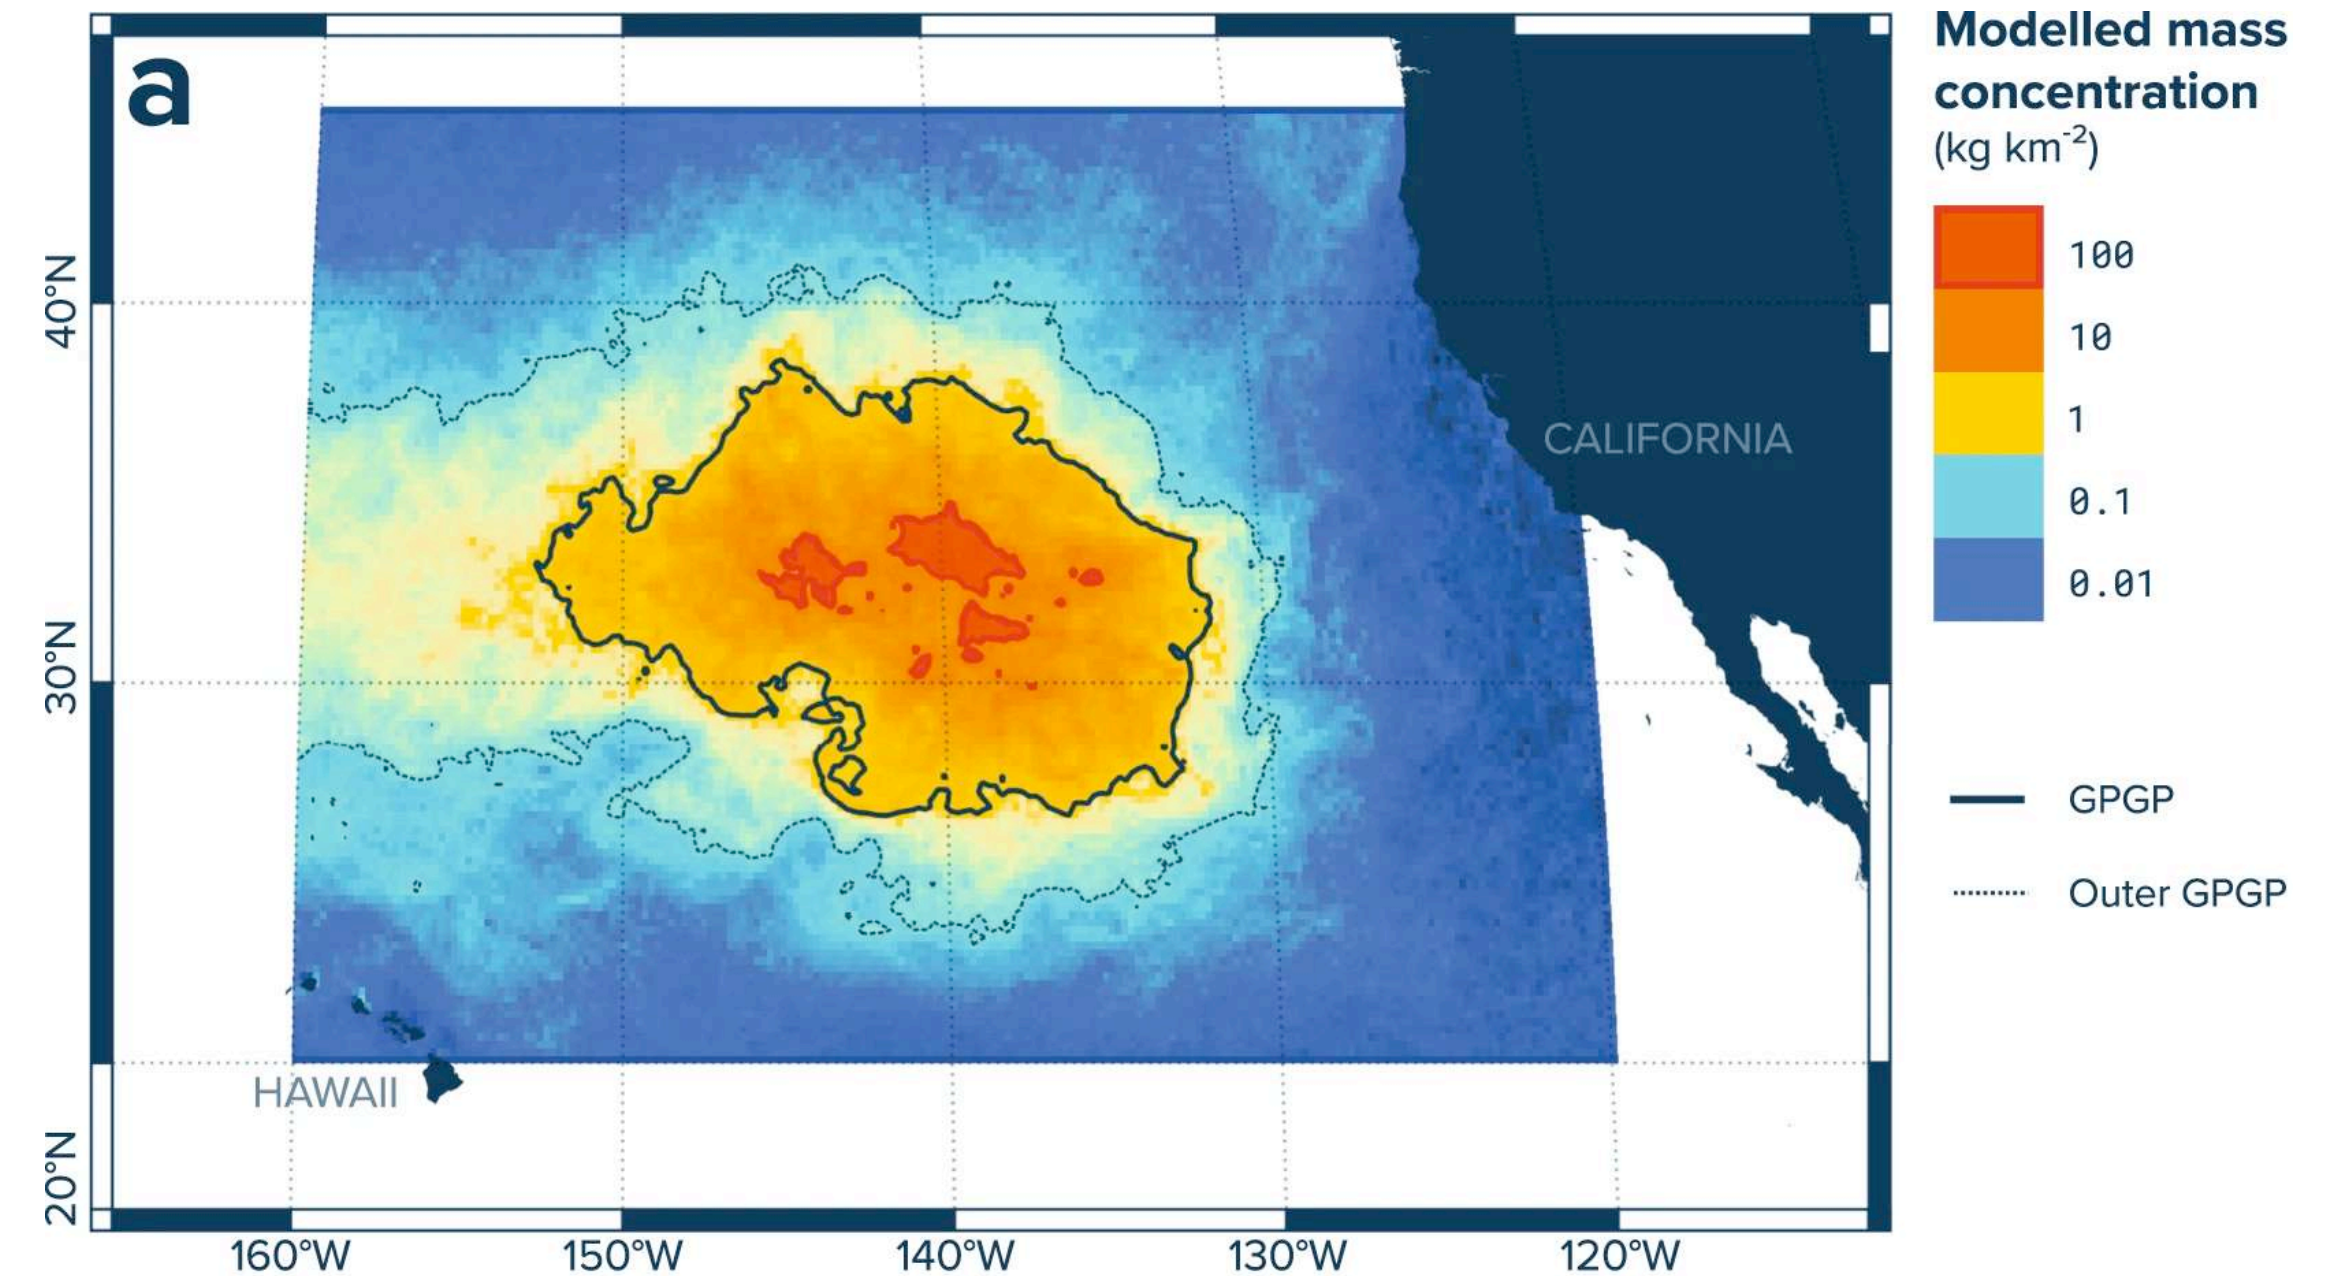 a
Modelled mass
concentration
(kg km⁻²)
100
10
1
0.1
0.01
GPGP
Outer GPGP
CALIFORNIA
HAWAII
40°N
30°N
20°N
160°W
150°W
140°W
130°W
120°W